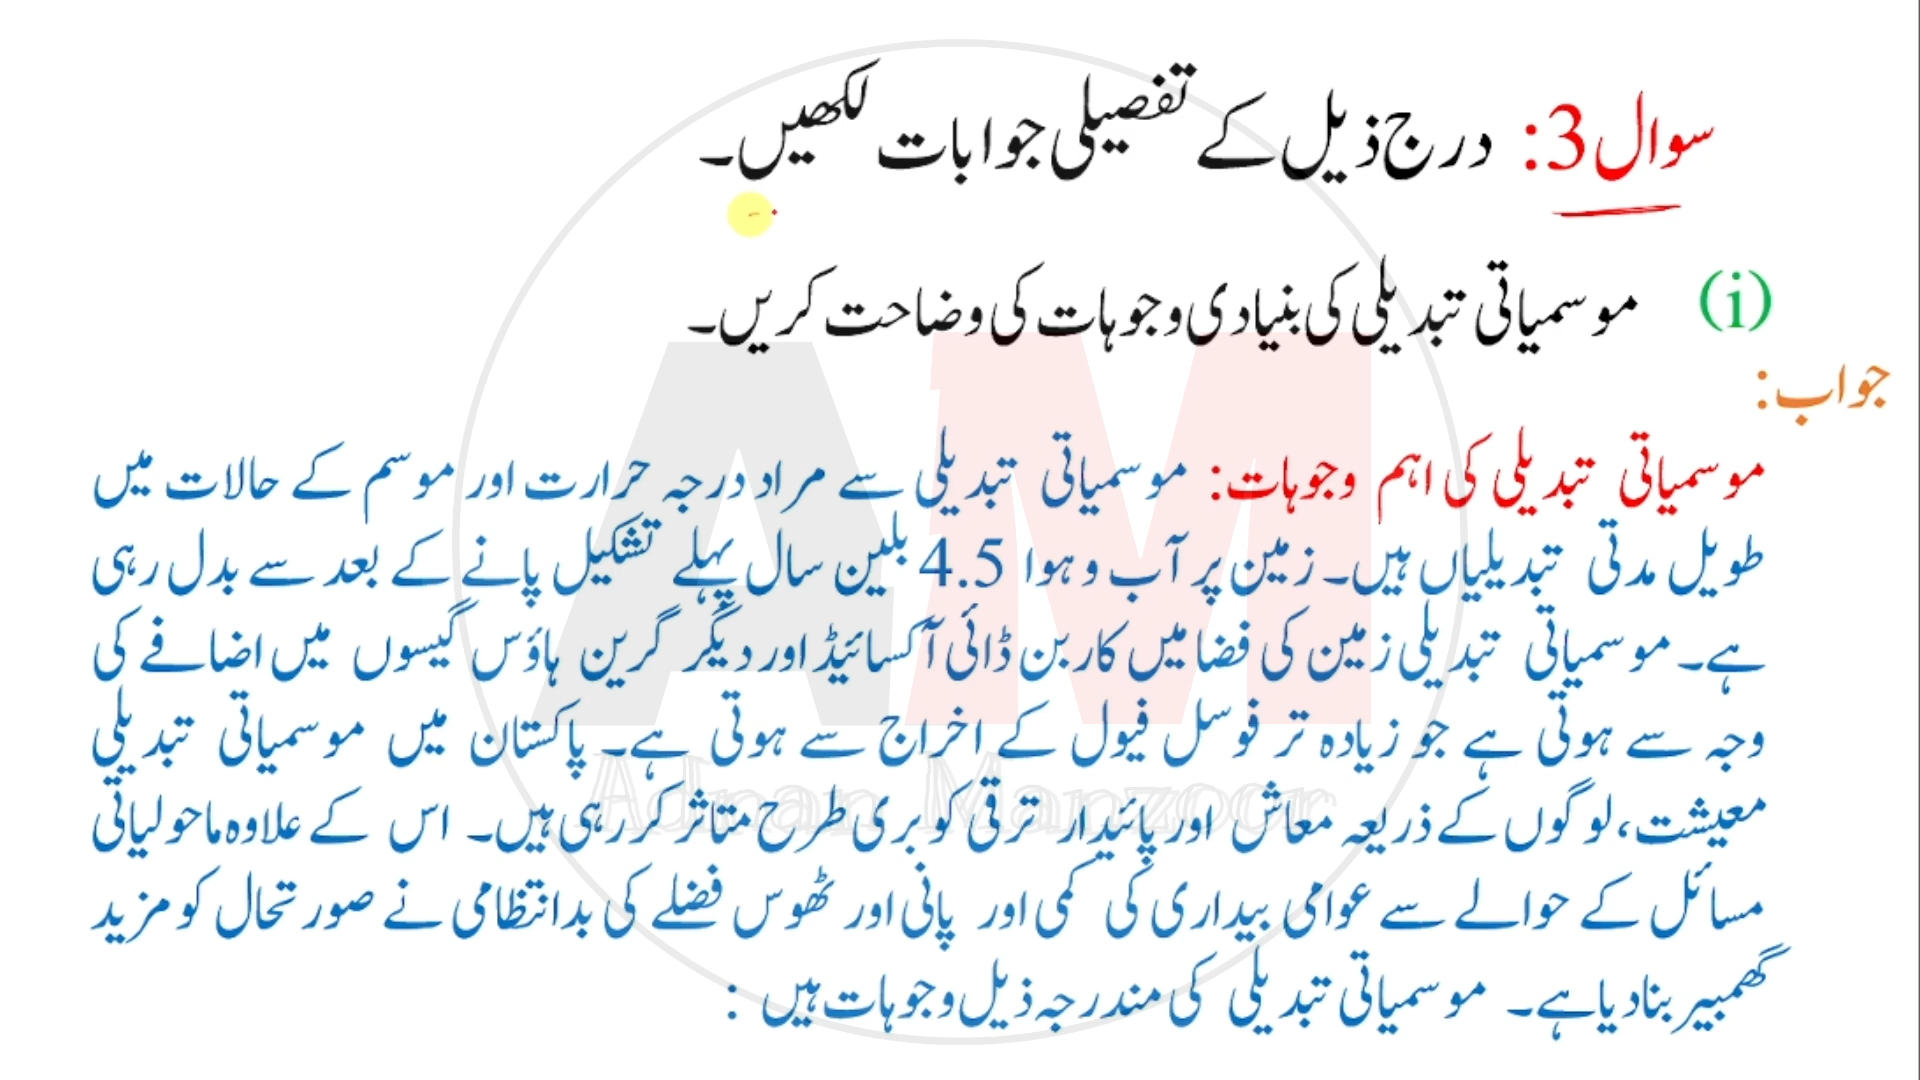 سوال 3: درج ذیل کے تفصیلی جوابات لکھیں۔
(i) موسمیاتی تبدیلی کی بنیادی وجوہات کی وضاحت کریں۔
جواب:
موسمیاتی تبدیلی کی اہم وجوہات: موسمیاتی تبدیلی سے مراد درجہ حرارت اور موسم کے حالات میں
طویل مدتی تبدیلیاں ہیں۔ زمین پر آب و ہوا 4.5 بلین سال پہلے تشکیل پانے کے بعد سے بدل رہی
ہے۔ موسمیاتی تبدیلی زمین کی فضا میں کاربن ڈائی آکسائیڈ اور دیگر گرین ہاؤس گیسوں میں اضافے کی
وجہ سے ہوتی ہے جو زیادہ تر فوسل فیول کے اخراج سے ہوتی ہے۔ پاکستان میں موسمیاتی تبدیلی
معیشت، لوگوں کے ذریعہ معاش اور پائیدار ترقی کو بری طرح متاثر کر رہی ہیں۔ اس کے علاوہ ماحولیاتی
مسائل کے حوالے سے عوامی بیداری کی کمی اور پانی اور ٹھوس فضلے کی بدانتظامی نے صورتحال کو مزید
گھمبیر بنا دیا ہے۔ موسمیاتی تبدیلی کی مندرجہ ذیل وجوہات ہیں :
AM
Adnan Manzoor